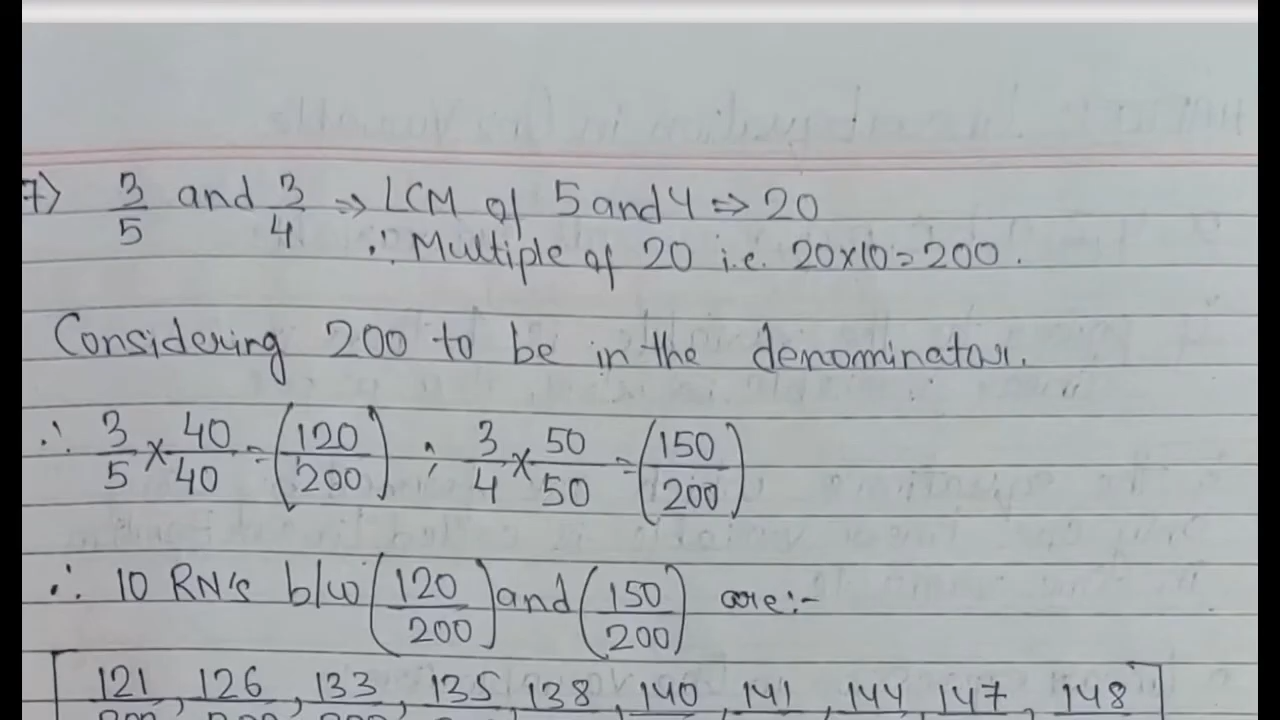 7) 3/5 and 3/4 ⇒ LCM of 5 and 4 ⇒ 20
∴ Multiple of 20 i.e. 20×10=200.
Considering 200 to be in the denominator.
∴ 3/5 × 40/40 = (120/200) ; 3/4 × 50/50 = (150/200)
∴ 10 RN's b/w (120/200) and (150/200) are:-
121, 126, 133, 135, 138, 140, 141, 144, 147, 148